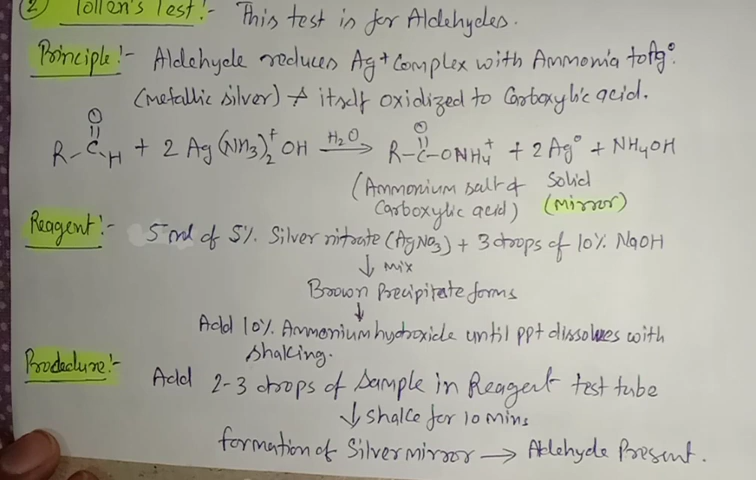 ② Tollen's Test:- This test is for Aldehydes.
Principle:- Aldehyde reduces Ag+ Complex with Ammonia to Ag°.
(metallic silver) & itself oxidized to Carboxylic acid.
R-C(=O)-H + 2 Ag(NH3)2+ OH —H2O→ R-C(=O)-ONH4+ + 2 Ag° + NH4OH
(Ammonium salt of Carboxylic acid) Solid (mirror)
Reagent:- 5 ml of 5% Silver nitrate (AgNO3) + 3 drops of 10% NaOH
↓ Mix
Brown Precipitate forms
↓
Add 10% Ammonium hydroxide until ppt dissolves with
shaking.
Prodedure:- Add 2-3 drops of Sample in Reagent test tube
↓ shake for 10 mins
formation of Silver mirror → Aldehyde Present.